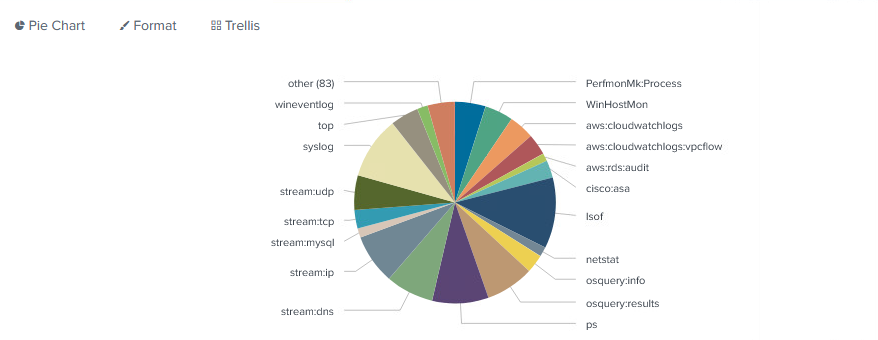 Pie Chart Format Trellis
other (83)
wineventlog
top
syslog
stream:udp
stream:tcp
stream:mysql
stream:ip
stream:dns
PerfmonMk:Process
WinHostMon
aws:cloudwatchlogs
aws:cloudwatchlogs:vpcflow
aws:rds:audit
cisco:asa
lsof
netstat
osquery:info
osquery:results
ps